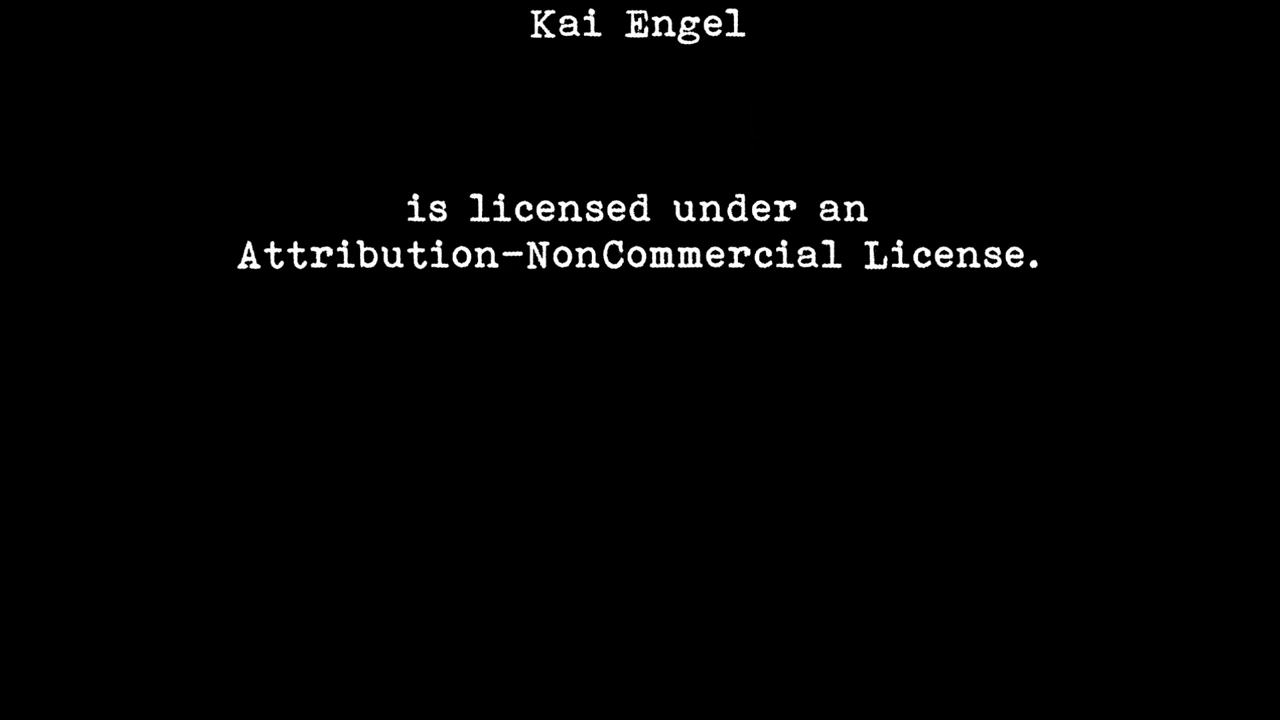 Kai Engel
is licensed under an
Attribution-NonCommercial License.